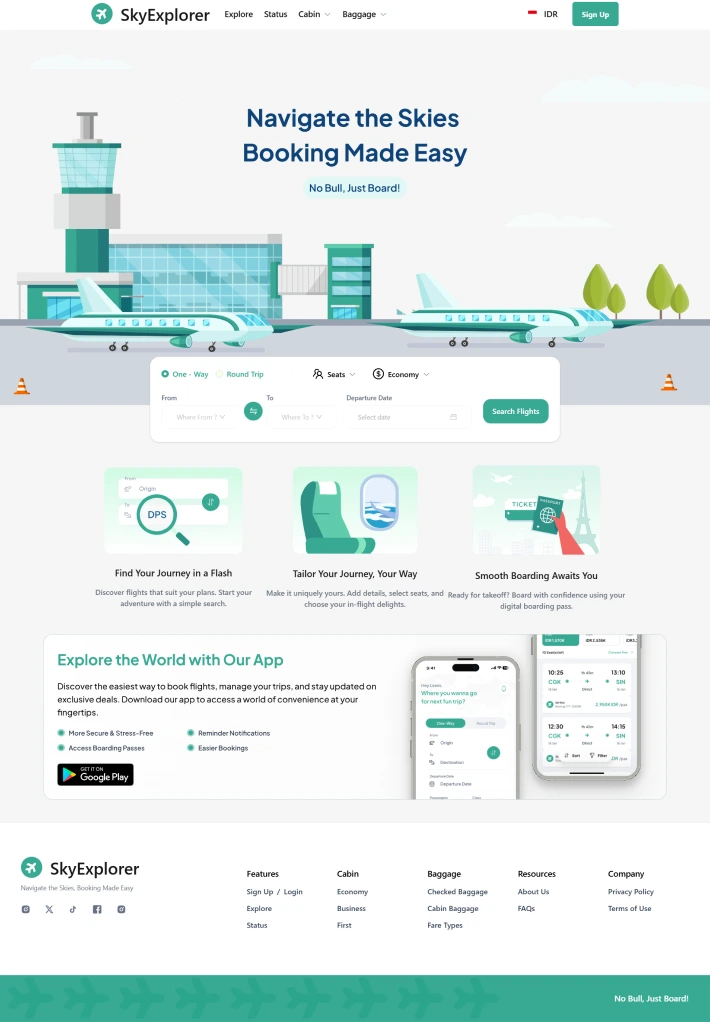 SkyExplorer Explore Status Cabin Baggage IDR Sign Up
Navigate the Skies
Booking Made Easy
No Bull, Just Board!
One - Way Round Trip Seats Economy
From To Departure Date
Where From ? Where To ? Select date Search Flights
From
Origin
To
DPS
TICKET
PASSPORT
Find Your Journey in a Flash
Discover flights that suit your plans. Start your
adventure with a simple search.
Tailor Your Journey, Your Way
Make it uniquely yours. Add details, select seats, and
choose your in-flight delights.
Smooth Boarding Awaits You
Ready for takeoff? Board with confidence using your
digital boarding pass.
Explore the World with Our App
Discover the easiest way to book flights, manage your trips, and stay updated on
exclusive deals. Download our app to access a world of convenience at your
fingertips.
More Secure & Stress-Free Reminder Notifications
Access Boarding Passes Easier Bookings
GET IT ON
Google Play
9:41
Where you wanna go
for next fun trip?
One-Way Round Trip
Origin
To
Destination
Departure Date
Departure Date
10:25 13:10
CGK SIN
Direct
12:30 14:15
CGK SIN
Direct
Sort Filter
SkyExplorer
Navigate the Skies, Booking Made Easy
Features
Sign Up / Login
Explore
Status
Cabin
Economy
Business
First
Baggage
Checked Baggage
Cabin Baggage
Fare Types
Resources
About Us
FAQs
Company
Privacy Policy
Terms of Use
No Bull, Just Board!